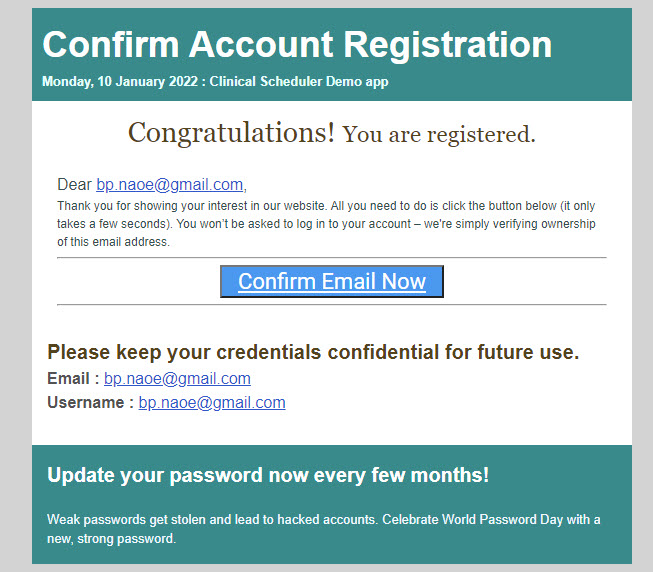 Confirm Account Registration
Monday, 10 January 2022 : Clinical Scheduler Demo app
Congratulations! You are registered.
Dear bp.naoe@gmail.com,
Thank you for showing your interest in our website. All you need to do is click the button below (it only
takes a few seconds). You won’t be asked to log in to your account – we're simply verifying ownership
of this email address.
Confirm Email Now
Please keep your credentials confidential for future use.
Email : bp.naoe@gmail.com
Username : bp.naoe@gmail.com
Update your password now every few months!
Weak passwords get stolen and lead to hacked accounts. Celebrate World Password Day with a
new, strong password.